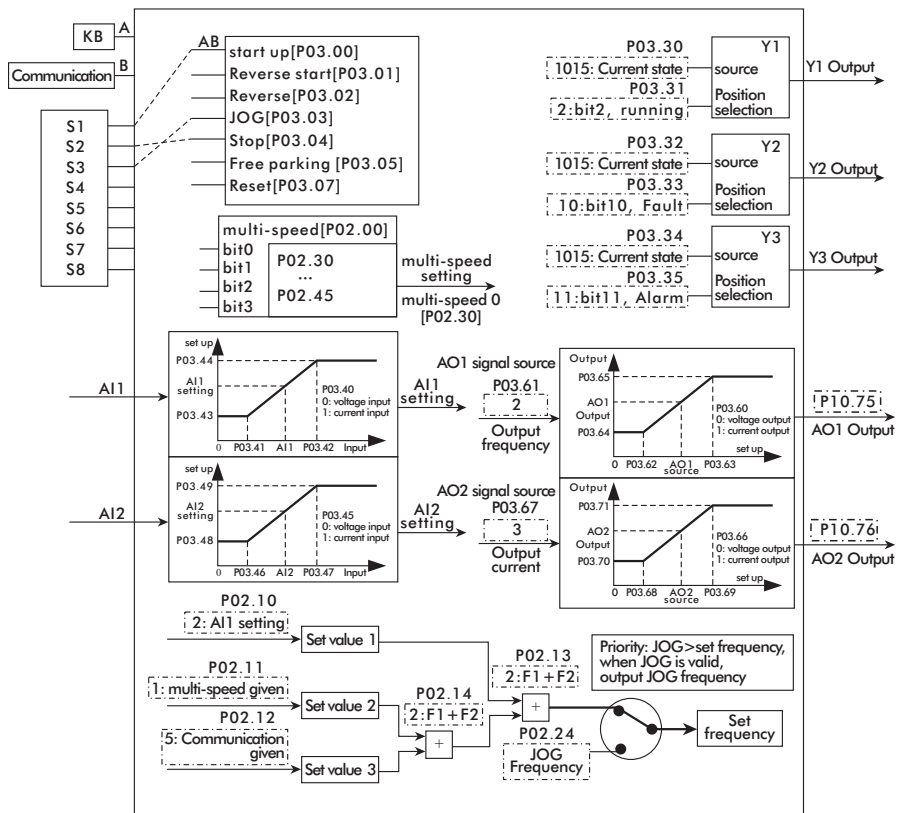 KB
A
Communication
B
S1
S2
S3
S4
S5
S6
S7
S8
AB
start up[P03.00]
Reverse start[P03.01]
Reverse[P03.02]
JOG[P03.03]
Stop[P03.04]
Free parking [P03.05]
Reset[P03.07]
multi-speed[P02.00]
bit0
bit1
bit2
bit3
P02.30
...
P02.45
multi-speed
setting
multi-speed 0
[P02.30]
P03.30
1015: Current state
P03.31
2:bit2, running
Y1
source
Position
selection
Y1 Output
P03.32
1015: Current state
P03.33
10:bit10, Fault
Y2
source
Position
selection
Y2 Output
P03.34
1015: Current state
P03.35
11:bit11, Alarm
Y3
source
Position
selection
Y3 Output
AI1
set up
P03.44
AI1
setting
P03.43
0
P03.41
AI1
P03.42
Input
P03.40
0: voltage input
1: current input
AI1
setting
AO1 signal source
P03.61
2
Output
frequency
Output
P03.65
AO1
Output
P03.64
0
P03.62
AO1
source
P03.63
set up
P03.60
0: voltage output
1: current output
P10.75
AO1 Output
AI2
set up
P03.49
AI2
setting
P03.48
0
P03.46
AI2
P03.47
Input
P03.45
0: voltage input
1: current input
AI2
setting
AO2 signal source
P03.67
3
Output
current
Output
P03.71
AO2
Output
P03.70
0
P03.68
AO2
source
P03.69
set up
P03.66
0: voltage output
1: current output
P10.76
AO2 Output
P02.10
2: AI1 setting
Set value 1
P02.11
1: multi-speed given
Set value 2
P02.12
5: Communication
given
Set value 3
P02.14
2:F1+F2
+
P02.13
2:F1+F2
+
P02.24
JOG
Frequency
Priority: JOG>set frequency,
when JOG is valid,
output JOG frequency
Set
frequency